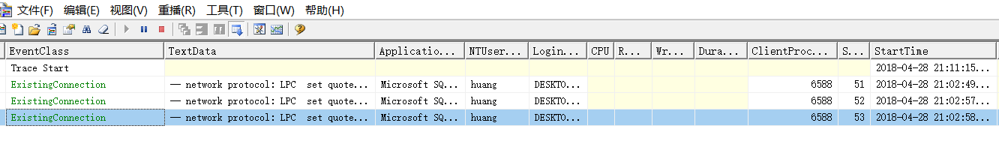 文件(F) 编辑(E) 视图(V) 重播(R) 工具(T) 窗口(W) 帮助(H)
EventClass TextData Applicatio... NTUser... Login... CPU R... Wr... Dura... ClientProc... S... StartTime
Trace Start 2018-04-28 21:11:15...
ExistingConnection -- network protocol: LPC set quote... Microsoft SQ... huang DESKTO... 6588 51 2018-04-28 21:02:49...
ExistingConnection -- network protocol: LPC set quote... Microsoft SQ... huang DESKTO... 6588 52 2018-04-28 21:02:57...
ExistingConnection -- network protocol: LPC set quote... Microsoft SQ... huang DESKTO... 6588 53 2018-04-28 21:02:58...